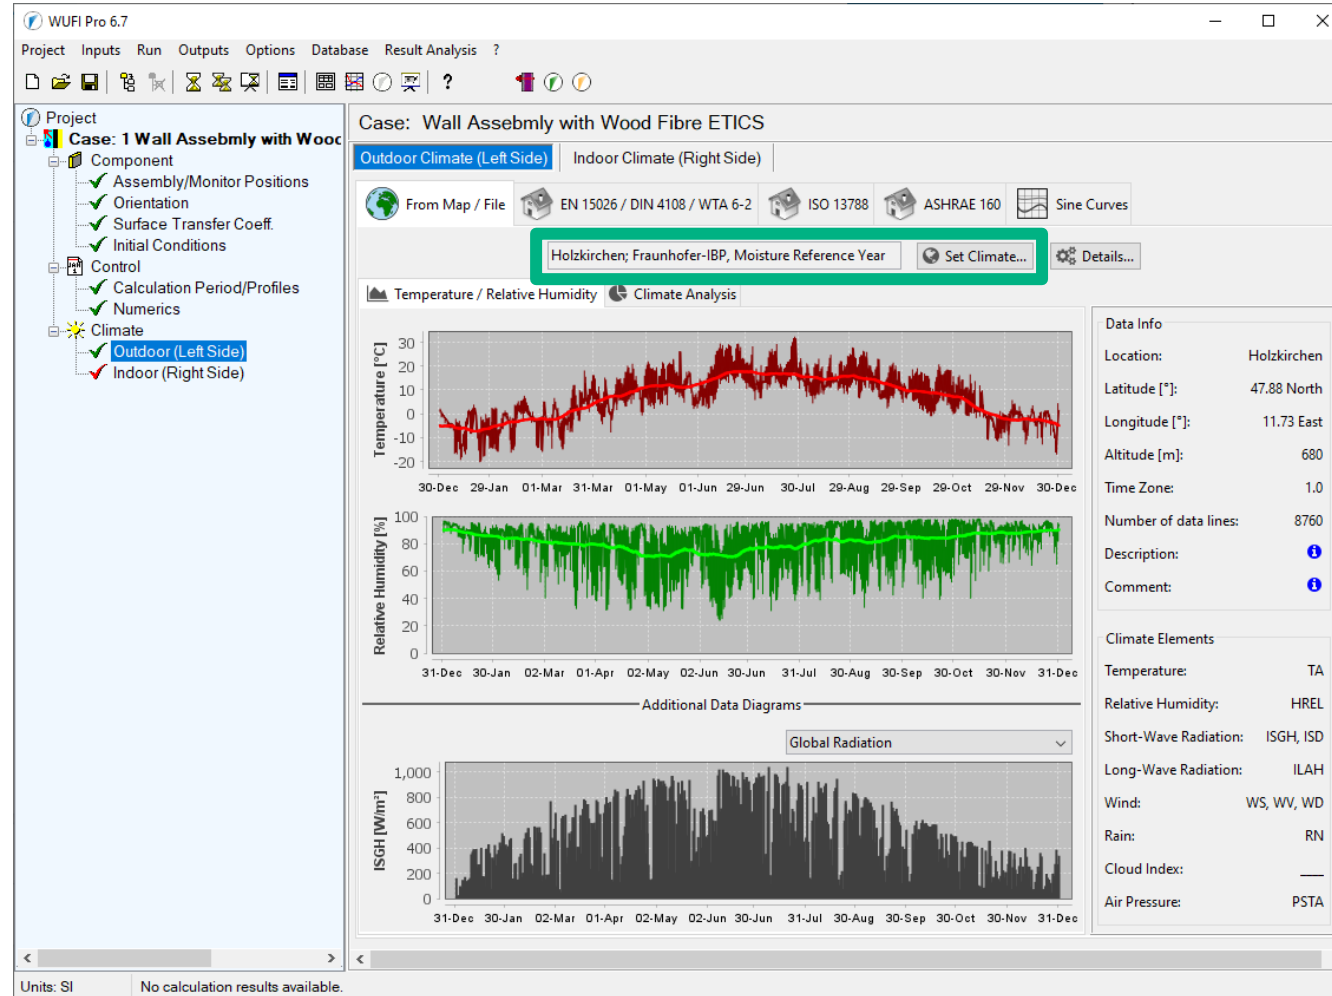 WUFI Pro 6.7
Project Inputs Run Outputs Options Database Result Analysis ?
Project
Case: 1 Wall Assebmly with Wood
Component
Assembly/Monitor Positions
Orientation
Surface Transfer Coeff.
Initial Conditions
Control
Calculation Period/Profiles
Numerics
Climate
Outdoor (Left Side)
Indoor (Right Side)
Case: Wall Assebmly with Wood Fibre ETICS
Outdoor Climate (Left Side) Indoor Climate (Right Side)
From Map / File EN 15026 / DIN 4108 / WTA 6-2 ISO 13788 ASHRAE 160 Sine Curves
Holzkirchen; Fraunhofer-IBP, Moisture Reference Year Set Climate... Details...
Temperature / Relative Humidity Climate Analysis
Temperature [°C]
30
20
10
0
-10
-20
30-Dec 29-Jan 01-Mar 31-Mar 01-May 01-Jun 29-Jun 30-Jul 29-Aug 29-Sep 29-Oct 29-Nov 30-Dec
Relative Humidity [%]
100
80
60
40
20
0
31-Dec 30-Jan 02-Mar 01-Apr 02-May 02-Jun 30-Jun 31-Jul 30-Aug 30-Sep 30-Oct 30-Nov 31-Dec
Additional Data Diagrams
Global Radiation
ISGH [W/m²]
1,000
800
600
400
200
0
31-Dec 30-Jan 02-Mar 01-Apr 02-May 02-Jun 30-Jun 31-Jul 30-Aug 30-Sep 30-Oct 30-Nov 31-Dec
Data Info
Location: Holzkirchen
Latitude [°]: 47.88 North
Longitude [°]: 11.73 East
Altitude [m]: 680
Time Zone: 1.0
Number of data lines: 8760
Description:
Comment:
Climate Elements
Temperature: TA
Relative Humidity: HREL
Short-Wave Radiation: ISGH, ISD
Long-Wave Radiation: ILAH
Wind: WS, WV, WD
Rain: RN
Cloud Index: ___
Air Pressure: PSTA
Units: SI No calculation results available.